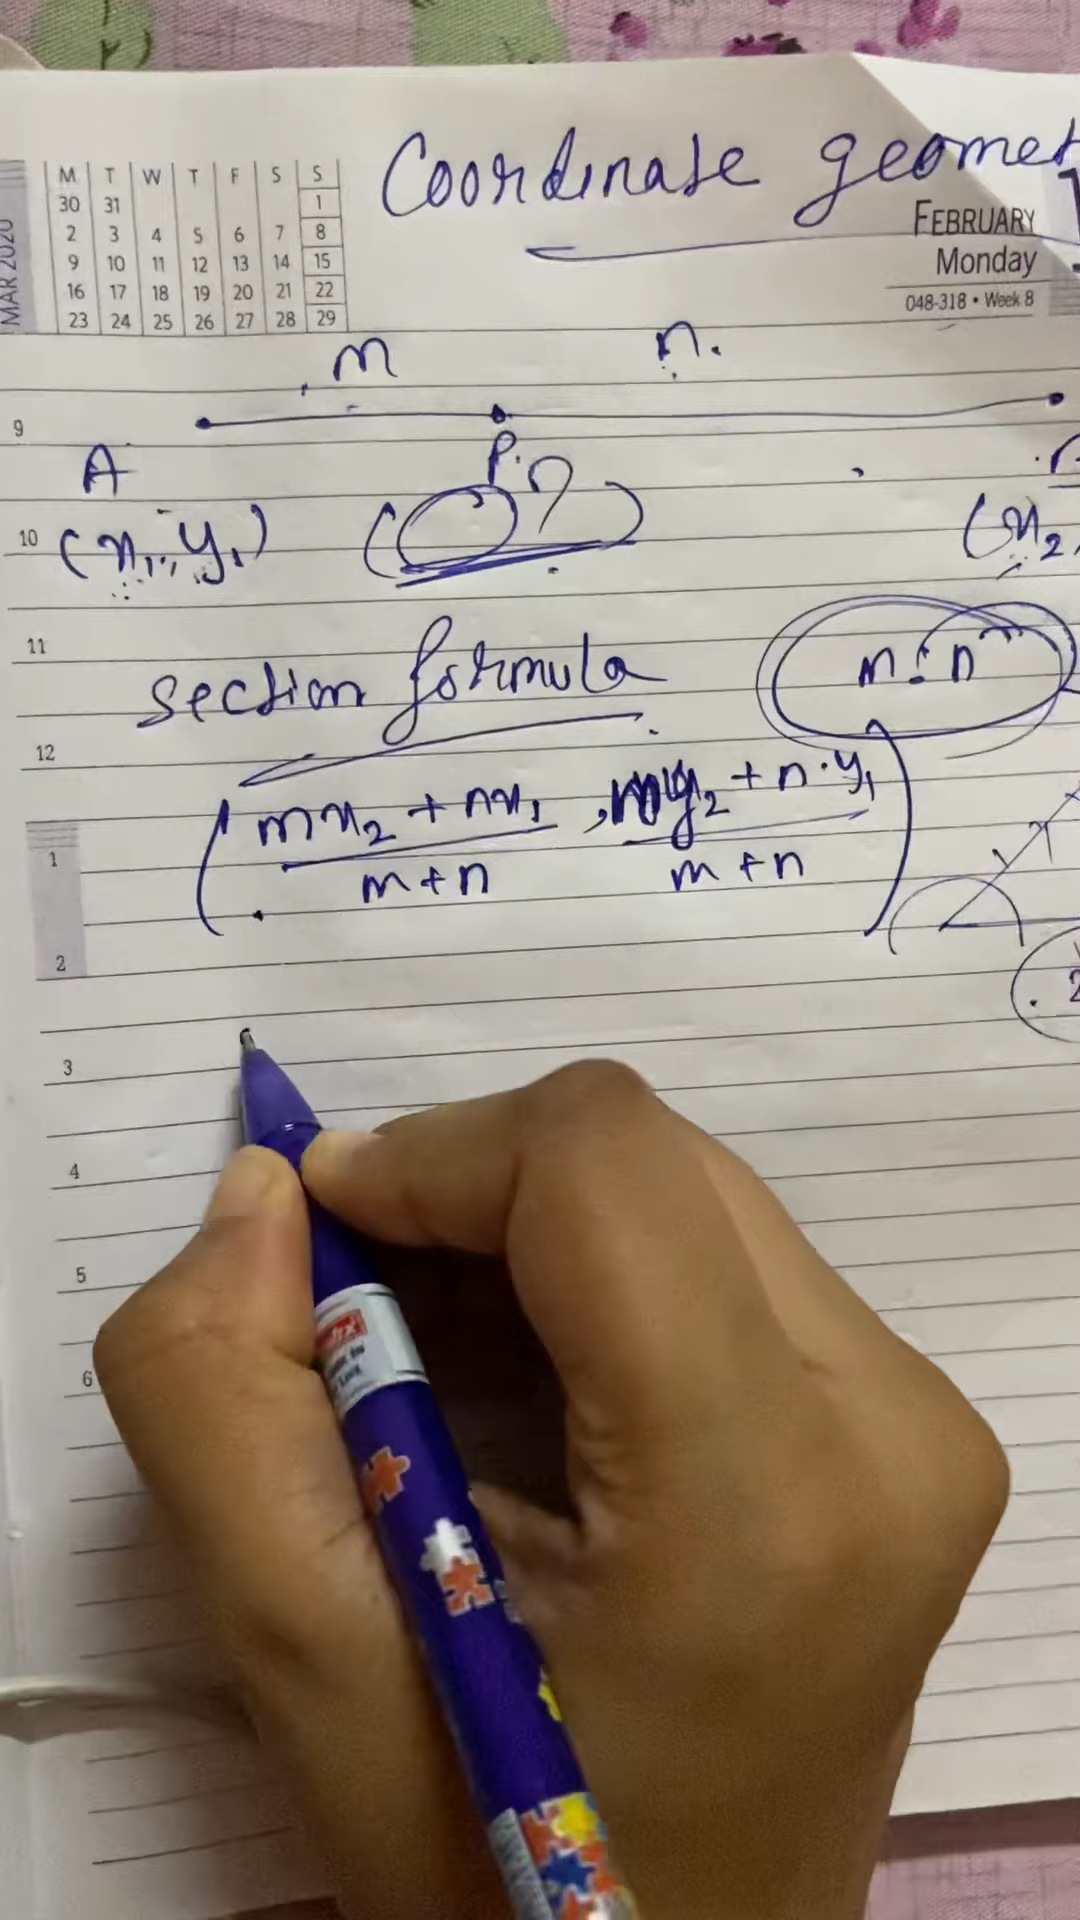 Coordinate geomet
MAR 2020
M T W T F S S
30 31 1
2 3 4 5 6 7 8
9 10 11 12 13 14 15
16 17 18 19 20 21 22
23 24 25 26 27 28 29
FEBRUARY
Monday
048-318 • Week 8
m n.
9
A P.
10 (x₁, y₁) ( ? ) (x₂,
11
section formula m:n
12
(mx₂ + nx₁ , my₂ + n·y₁)
1
m+n m+n
2
3
4
5
6